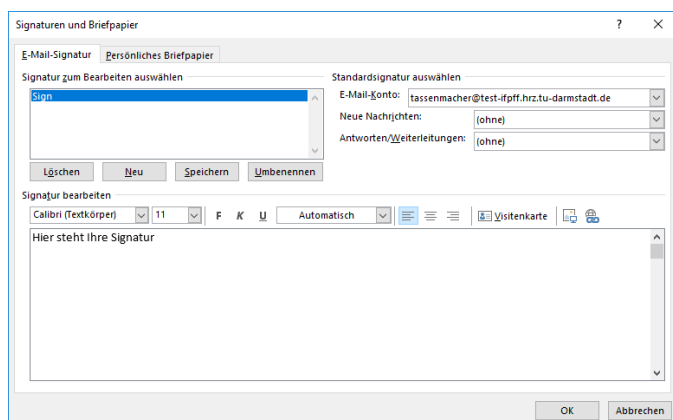 Signaturen und Briefpapier
?
E-Mail-Signatur Persönliches Briefpapier
Signatur zum Bearbeiten auswählen
Sign
Löschen Neu Speichern Umbenennen
Standardsignatur auswählen
E-Mail-Konto: tassenmacher@test-ifpff.hrz.tu-darmstadt.de
Neue Nachrichten: (ohne)
Antworten/Weiterleitungen: (ohne)
Signatur bearbeiten
Calibri (Textkörper) 11 F K U Automatisch Visitenkarte
Hier steht Ihre Signatur
OK Abbrechen